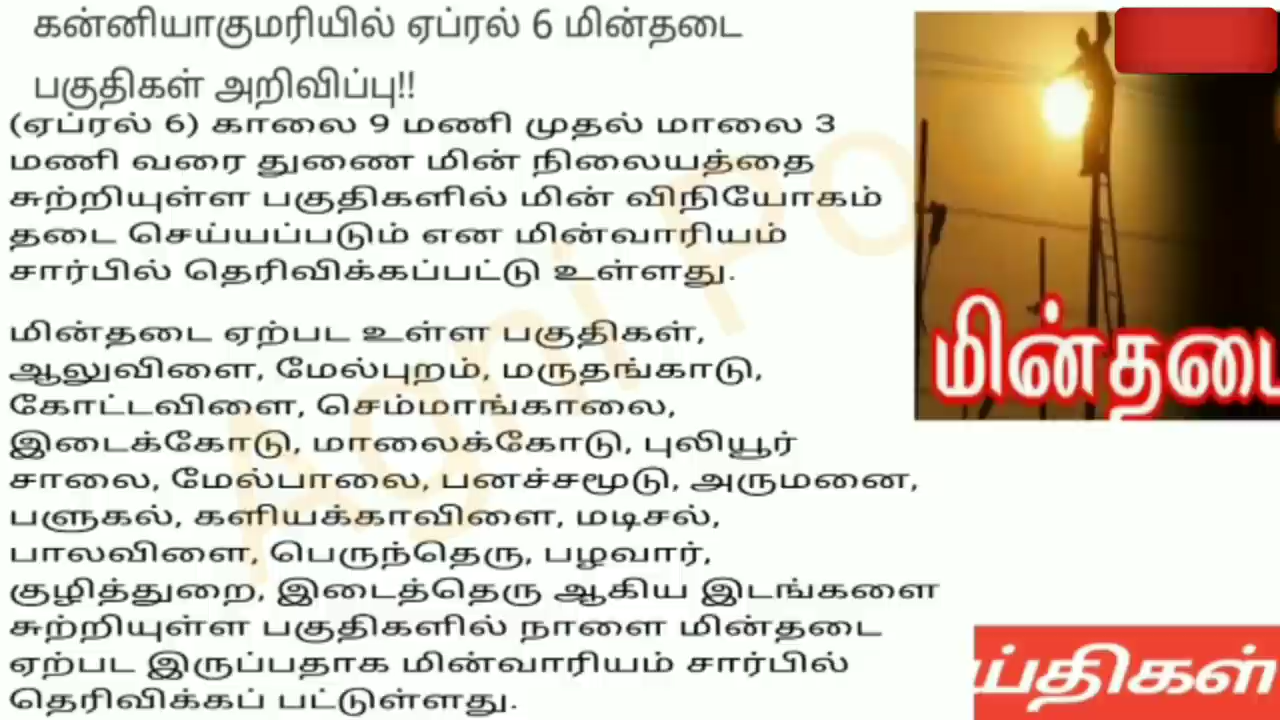 கன்னியாகுமரியில் ஏப்ரல் 6 மின்தடை
பகுதிகள் அறிவிப்பு!!
(ஏப்ரல் 6) காலை 9 மணி முதல் மாலை 3
மணி வரை துணை மின் நிலையத்தை
சுற்றியுள்ள பகுதிகளில் மின் விநியோகம்
தடை செய்யப்படும் என மின்வாரியம்
சார்பில் தெரிவிக்கப்பட்டு உள்ளது.
மின்தடை ஏற்பட உள்ள பகுதிகள்,
ஆலுவிளை, மேல்புறம், மருதங்காடு,
கோட்டவிளை, செம்மாங்காலை,
இடைக்கோடு, மாலைக்கோடு, புலியூர்
சாலை, மேல்பாலை, பனச்சமூடு, அருமனை,
பளுகல், களியக்காவிளை, மடிசல்,
பாலவிளை, பெருந்தெரு, பழவார்,
குழித்துறை, இடைத்தெரு ஆகிய இடங்களை
சுற்றியுள்ள பகுதிகளில் நாளை மின்தடை
ஏற்பட இருப்பதாக மின்வாரியம் சார்பில்
தெரிவிக்கப் பட்டுள்ளது.
மின்தடை
ய்திகள்
Agni Po